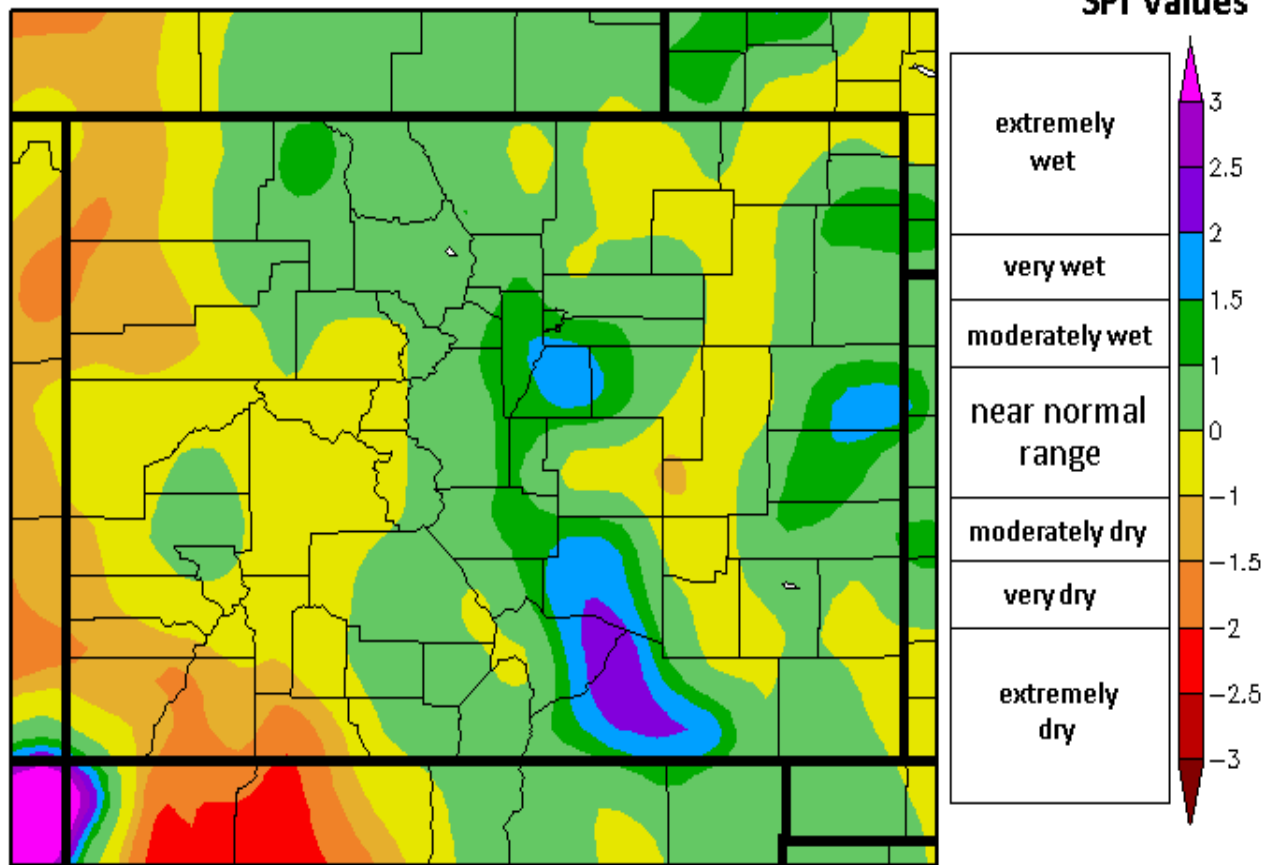 SPI Values
extremely
wet
very wet
moderately wet
near normal
range
moderately dry
very dry
extremely
dry
3
2.5
2
1.5
1
0
−1
−1.5
−2
−2.5
−3